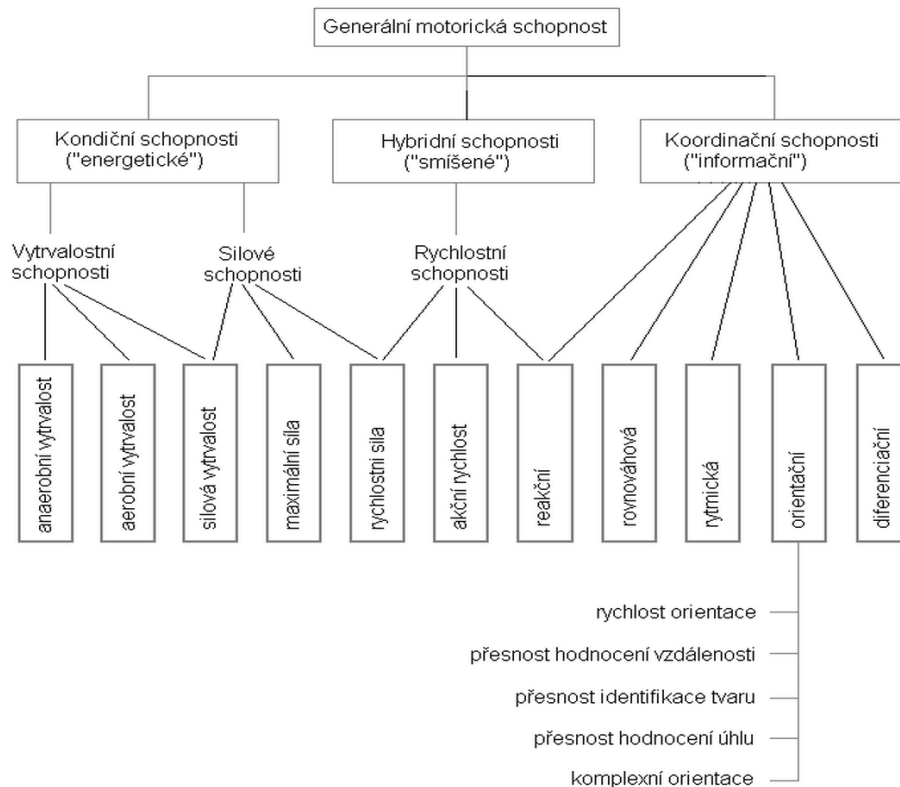 Generální motorická schopnost
Kondiční schopnosti
("energetické")
Hybridní schopnosti
("smíšené")
Koordinační schopnosti
("informační")
Vytrvalostní
schopnosti
Silové
schopnosti
Rychlostní
schopnosti
anaerobní vytrvalost
aerobní vytrvalost
silová vytrvalost
maximální síla
rychlostni sila
akční rychlost
reakční
rovnováhová
rytmická
orientační
diferenciační
rychlost orientace
přesnost hodnocení vzdálenosti
přesnost identifikace tvaru
přesnost hodnocení úhlu
komplexní orientace